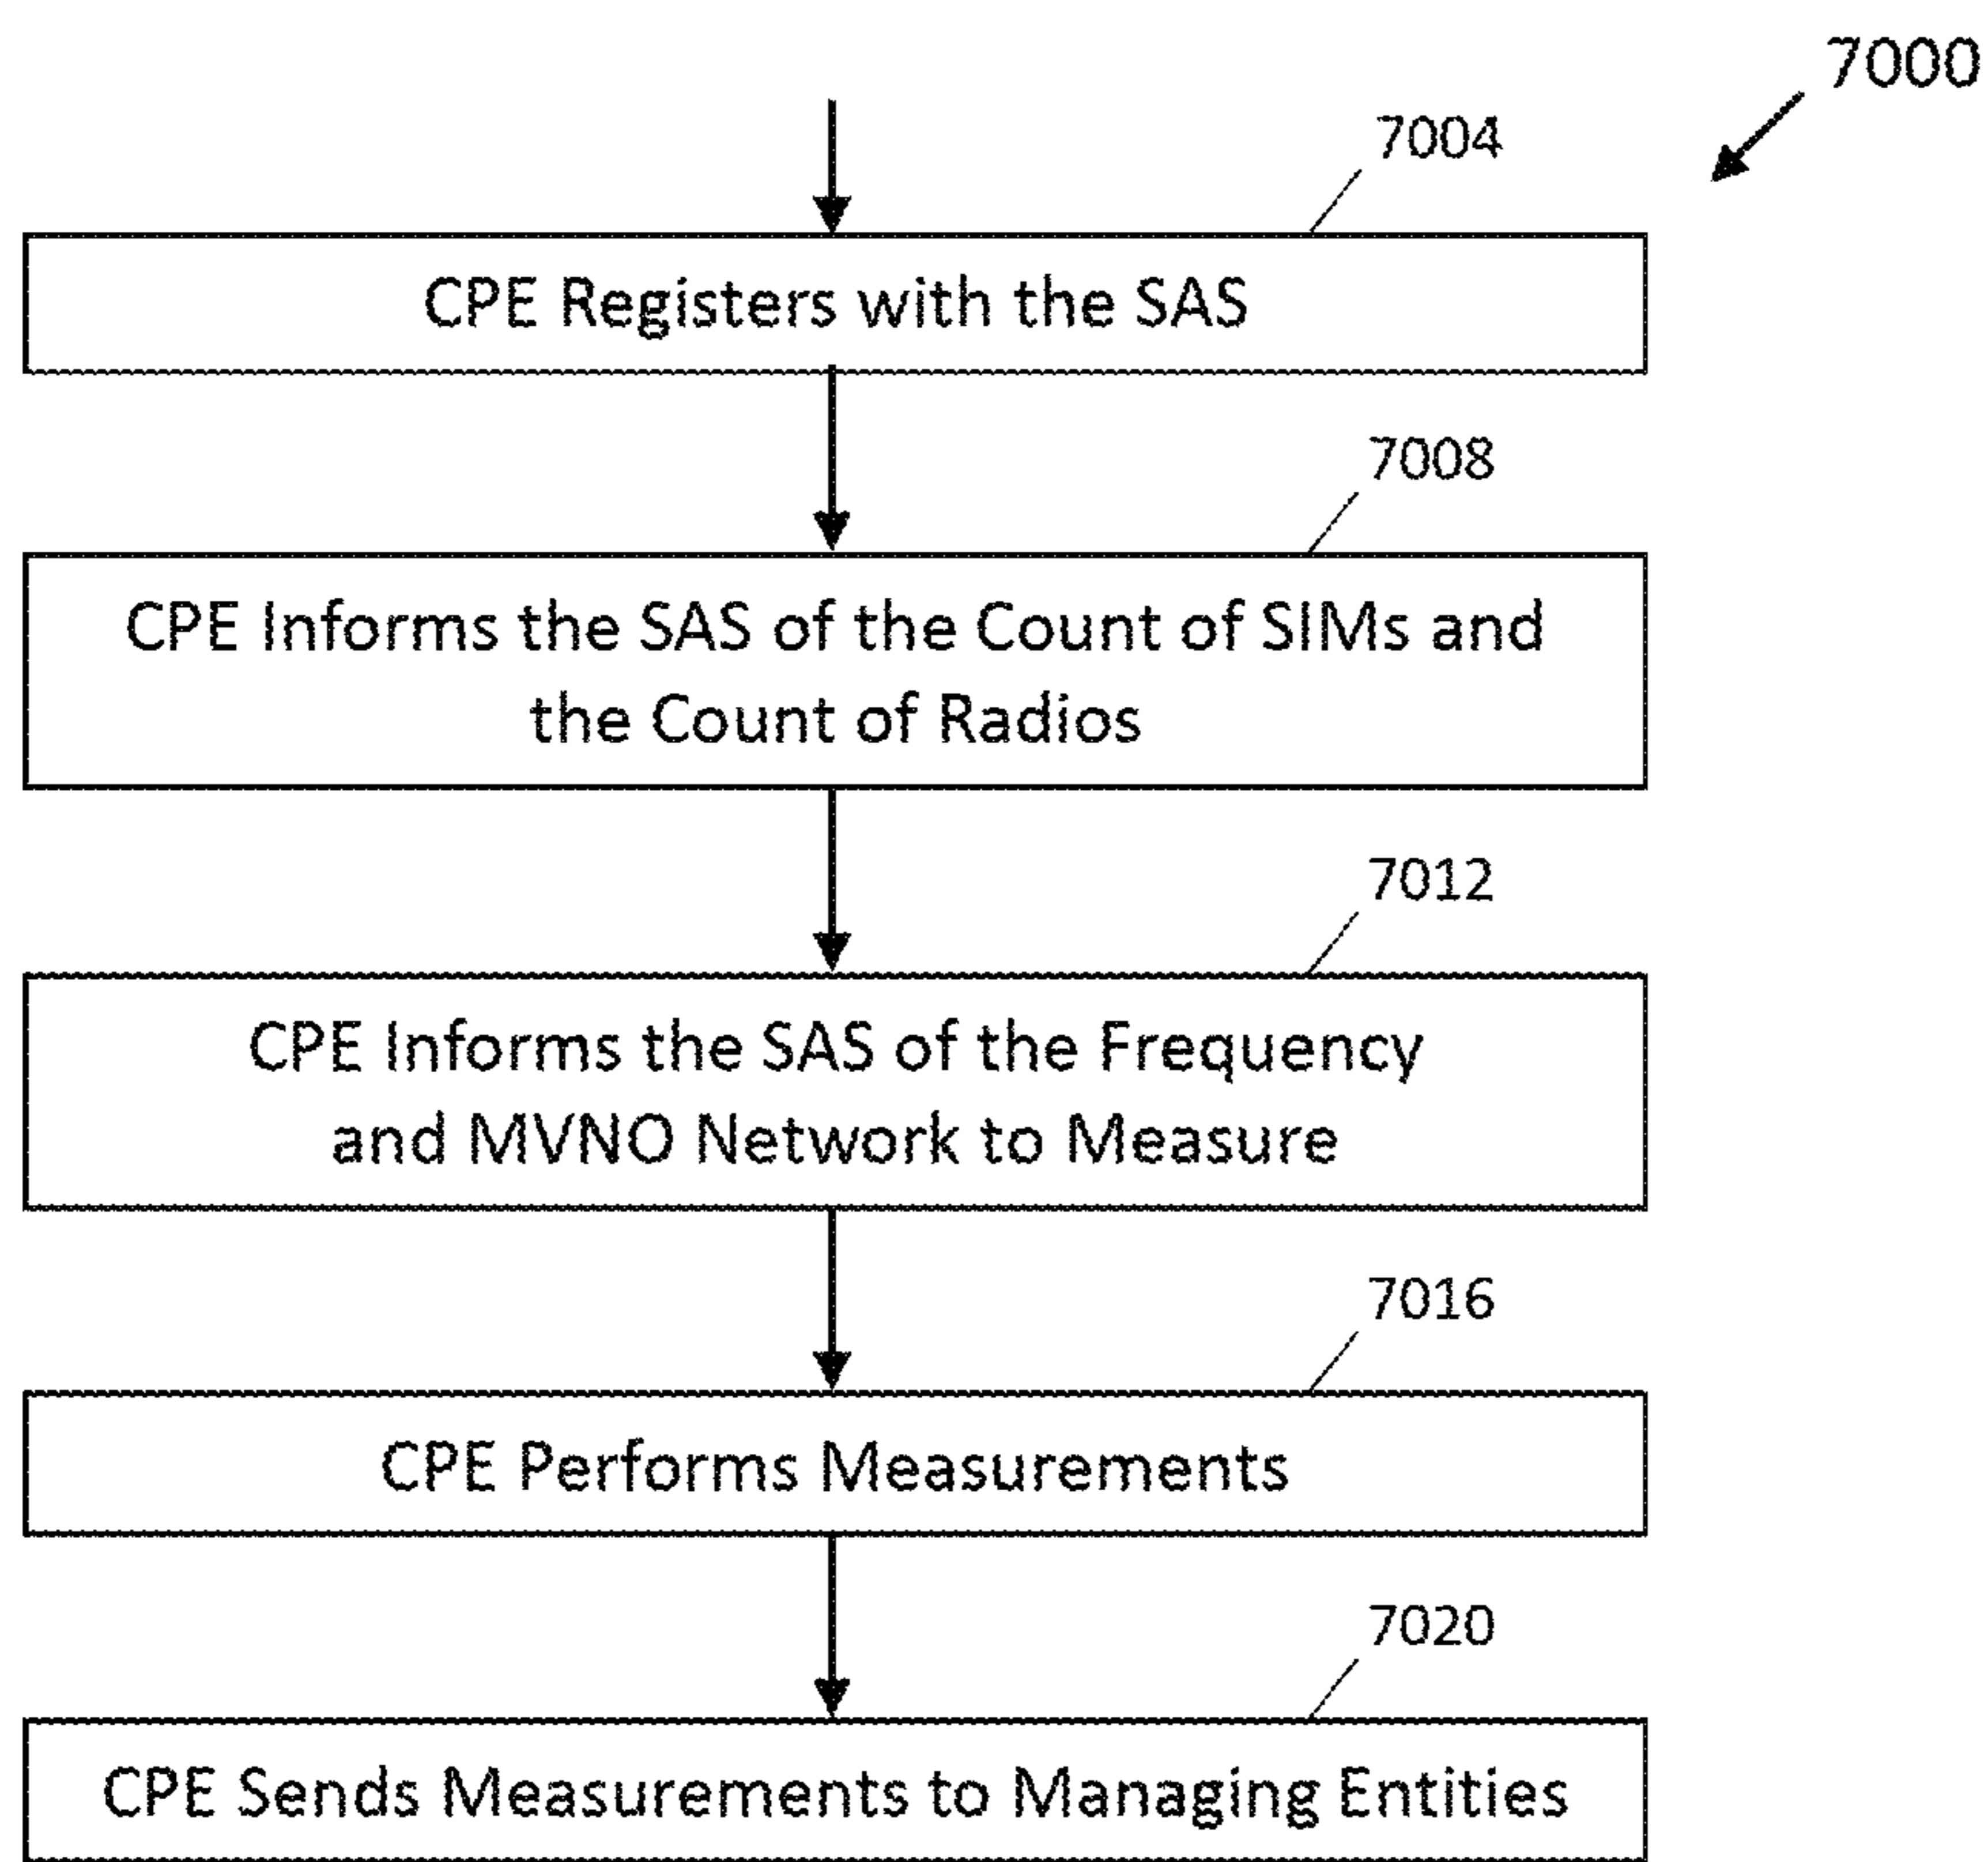 7000
7004
CPE Registers with the SAS
7008
CPE Informs the SAS of the Count of SIMs and
the Count of Radios
7012
CPE Informs the SAS of the Frequency
and MVNO Network to Measure
7016
CPE Performs Measurements
7020
CPE Sends Measurements to Managing Entities